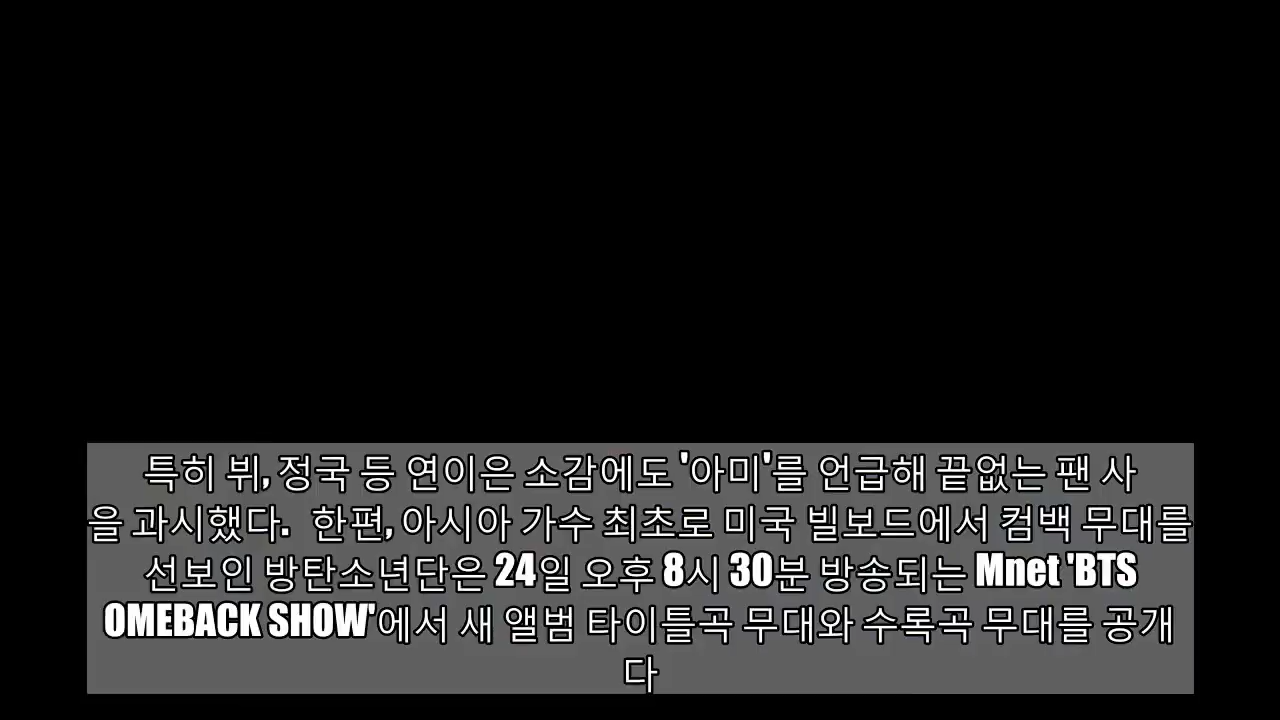 특히 뷔, 정국 등 연이은 소감에도 '아미'를 언급해 끝없는 팬 사
을 과시했다. 한편, 아시아 가수 최초로 미국 빌보드에서 컴백 무대를
선보인 방탄소년단은 24일 오후 8시 30분 방송되는 Mnet 'BTS
OMEBACK SHOW'에서 새 앨범 타이틀곡 무대와 수록곡 무대를 공개
다